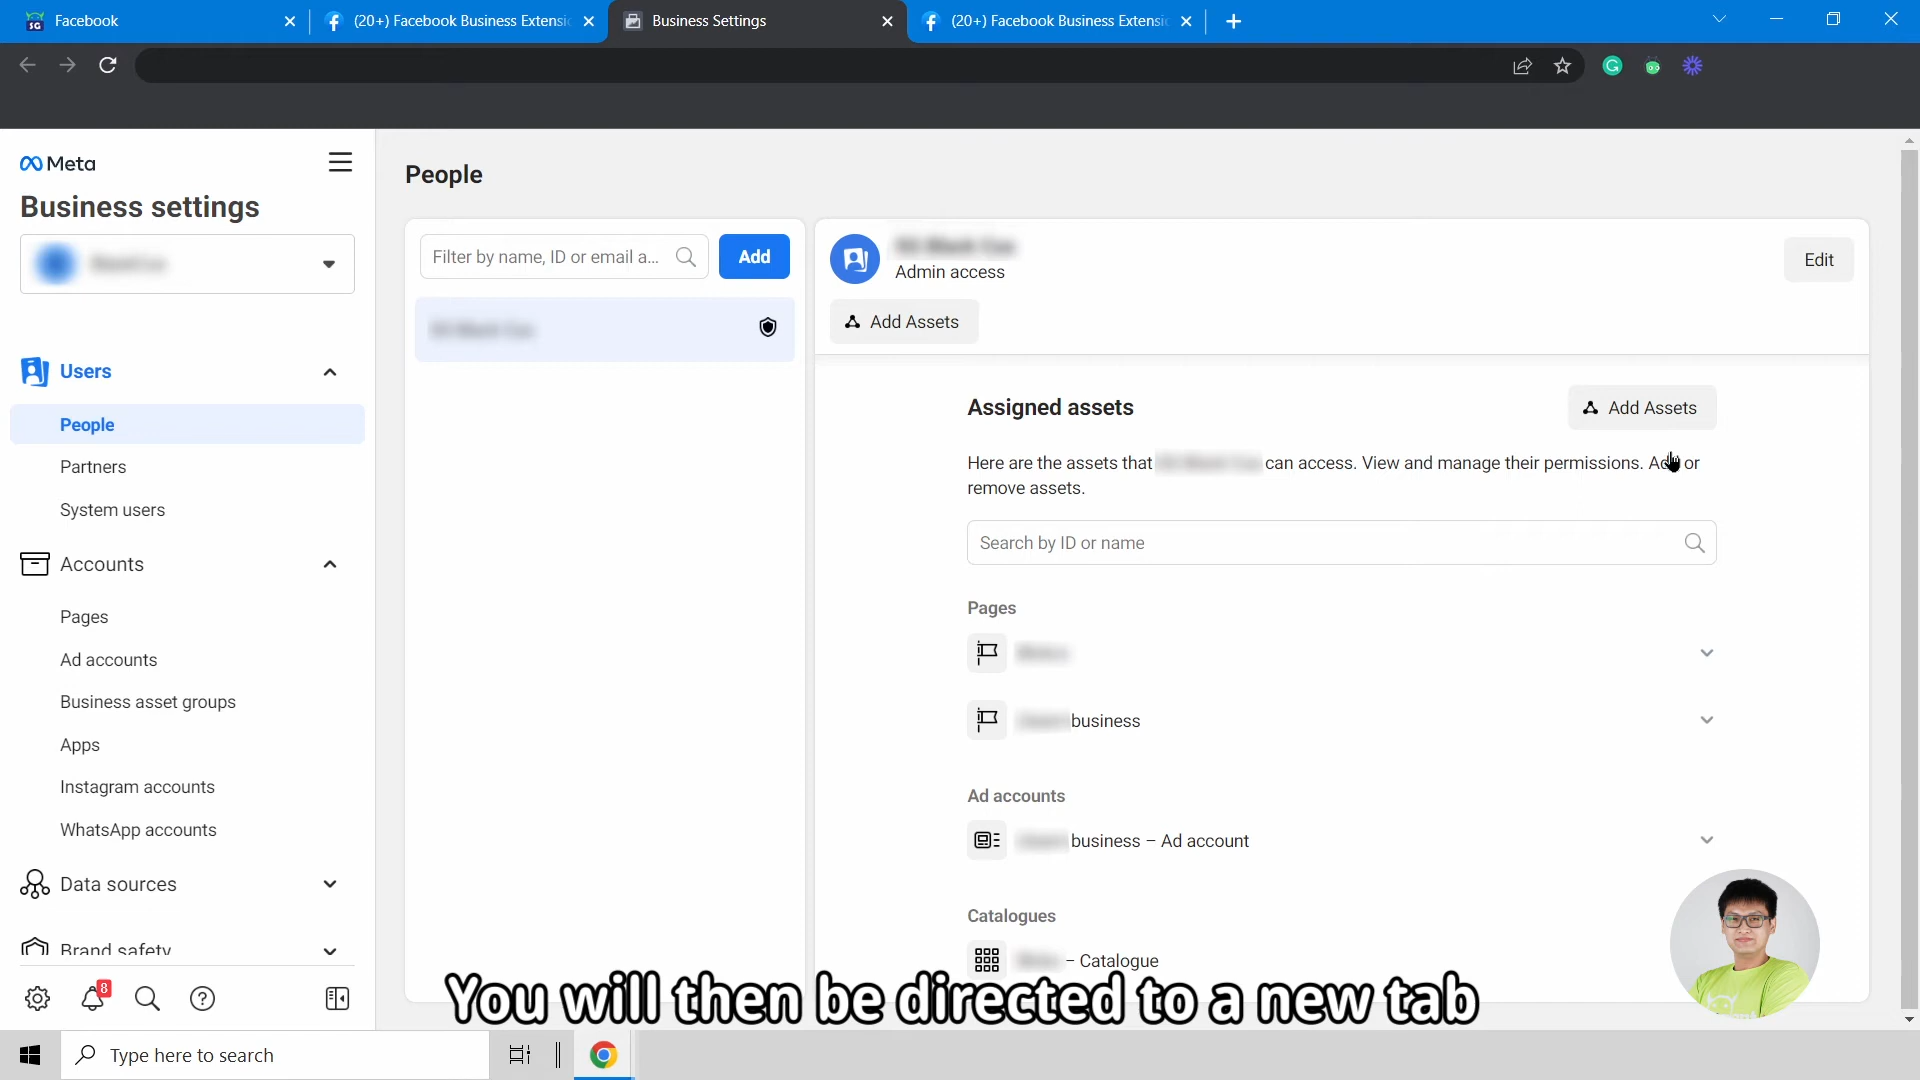 SG
Facebook
(20+) Facebook Business Extensi
Business Settings
(20+) Facebook Business Extensi
Meta
Business settings
Users
People
Partners
System users
Accounts
Pages
Ad accounts
Business asset groups
Apps
Instagram accounts
WhatsApp accounts
Data sources
Brand safety
8
People
Filter by name, ID or email a...
Add
Admin access
Edit
Add Assets
Assigned assets
Add Assets
Here are the assets that can access. View and manage their permissions. Add or
remove assets.
Search by ID or name
Pages
business
Ad accounts
business – Ad account
Catalogues
– Catalogue
You will then be directed to a new tab
Type here to search